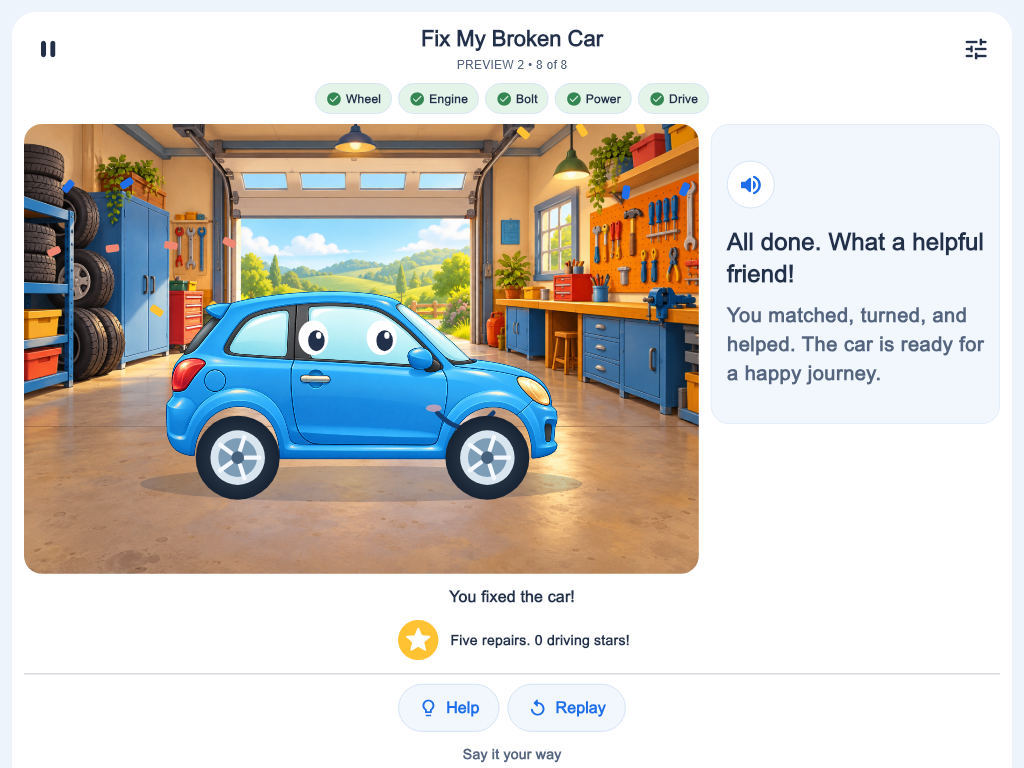 Fix My Broken Car
PREVIEW 2 • 8 of 8
Wheel Engine Bolt Power Drive
All done. What a helpful
friend!
You matched, turned, and
helped. The car is ready for
a happy journey.
You fixed the car!
Five repairs. 0 driving stars!
Help Replay
Say it your way